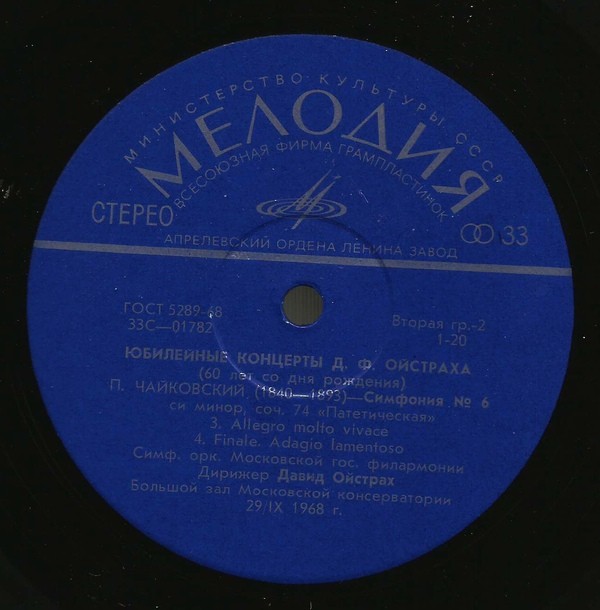 МИНИСТЕРСТВО КУЛЬТУРЫ СССР
МЕЛОДИЯ
ВСЕСОЮЗНАЯ ФИРМА ГРАМПЛАСТИНОК
СТЕРЕО
33
АПРЕЛЕВСКИЙ ОРДЕНА ЛЕНИНА ЗАВОД
ГОСТ 5289-68
33С—01782
Вторая гр.-2
1-20
ЮБИЛЕЙНЫЕ КОНЦЕРТЫ Д. Ф. ОЙСТРАХА
(60 лет со дня рождения)
П. ЧАЙКОВСКИЙ (1840—1893)—Симфония № 6
си минор, соч. 74 «Патетическая»
3. Allegro molto vivace
4. Finale. Adagio lamentoso
Симф. орк. Московской гос. филармонии
Дирижер Давид Ойстрах
Большой зал Московской консерватории
29/IX 1968 г.